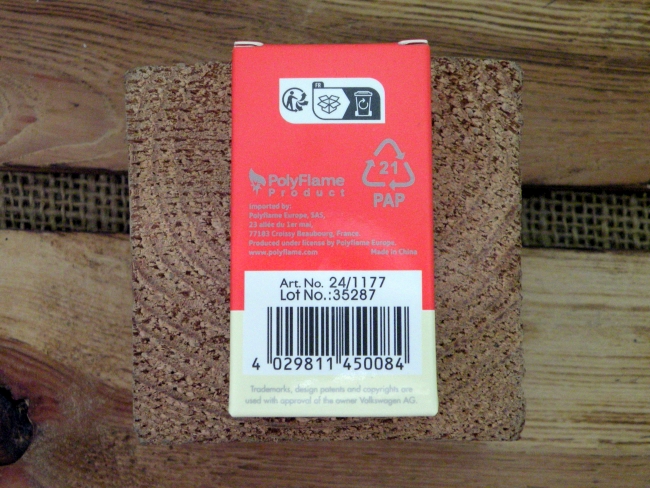 FR
21
PAP
PolyFlame
Product
Imported by:
Polyflame Europe, SAS,
23 allée du 1er mai,
77183 Croissy Beaubourg, France.
Produced under license by Polyflame Europe.
www.polyflame.com Made in China
Art. No. 24/1177
Lot No.:35287
4 029811 450084
Trademarks, design patents and copyrights are
used with approval of the owner Volkswagen AG.